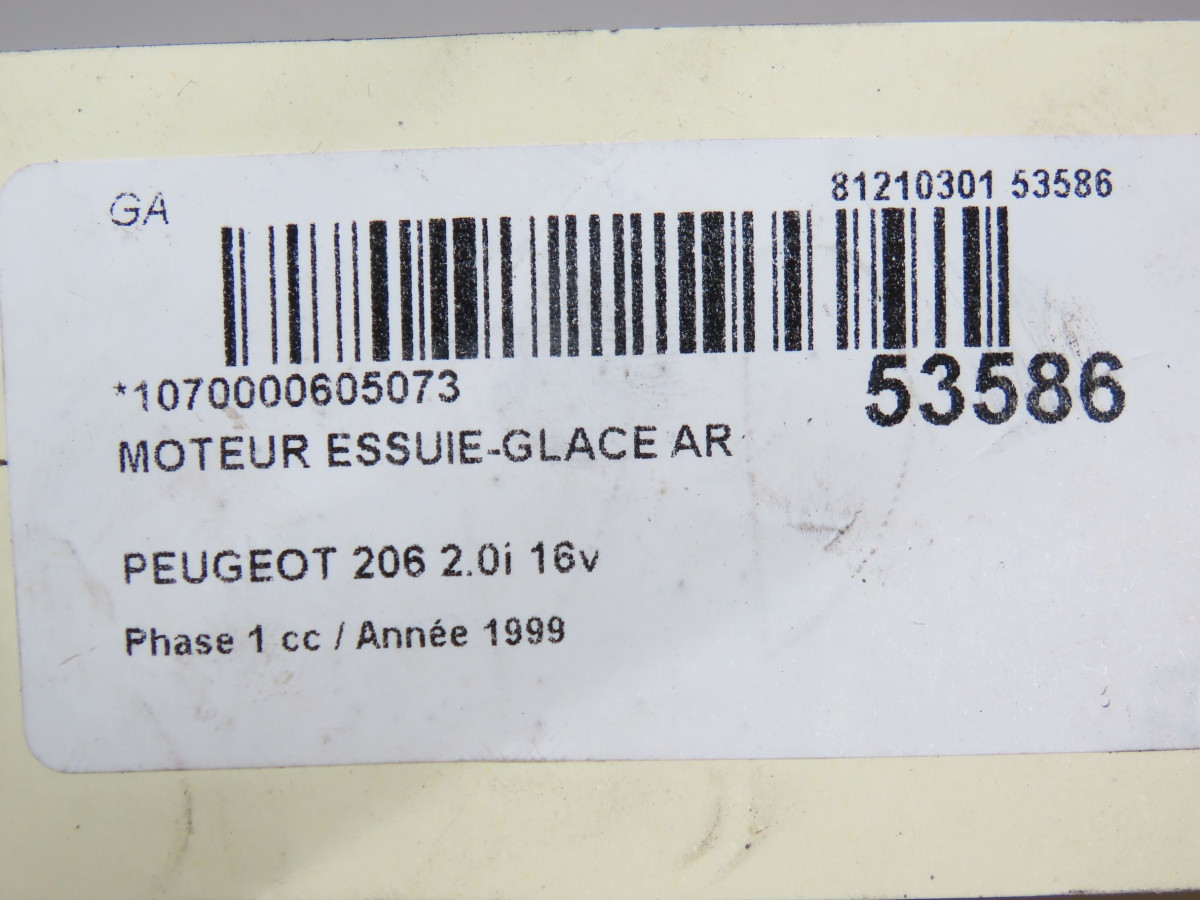 GA
81210301 53586
*1070000605073
53586
MOTEUR ESSUIE-GLACE AR
PEUGEOT 206 2.0i 16v
Phase 1 cc / Année 1999